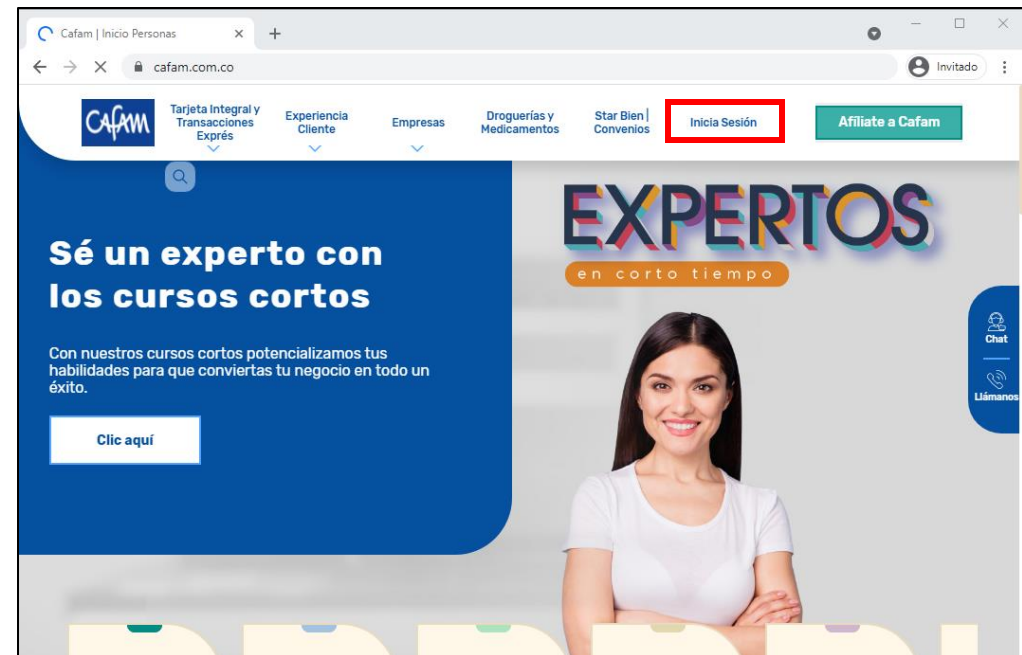 Cafam | Inicio Personas
cafam.com.co
Invitado
CAFAM
Tarjeta Integral y
Transacciones
Exprés
Experiencia
Cliente
Empresas
Droguerías y
Medicamentos
Star Bien |
Convenios
Inicia Sesión
Afíliate a Cafam
Sé un experto con
los cursos cortos
Con nuestros cursos cortos potencializamos tus
habilidades para que conviertas tu negocio en todo un
éxito.
Clic aquí
EXPERTOS
en corto tiempo
Chat
Llámanos